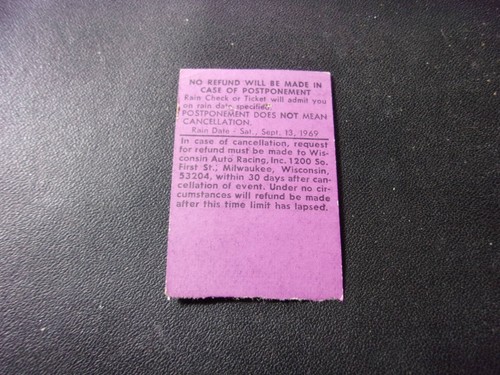 NO REFUND WILL BE MADE IN
CASE OF POSTPONEMENT
Rain Check or Ticket will admit you
on rain date specified.
POSTPONEMENT DOES NOT MEAN
CANCELLATION.
Rain Date - Sat., Sept. 13, 1969
In case of cancellation, request
for refund must be made to Wis-
consin Auto Racing, Inc. 1200 So.
First St., Milwaukee, Wisconsin,
53204, within 30 days after can-
cellation of event. Under no cir-
cumstances will refund be made
after this time limit has lapsed.